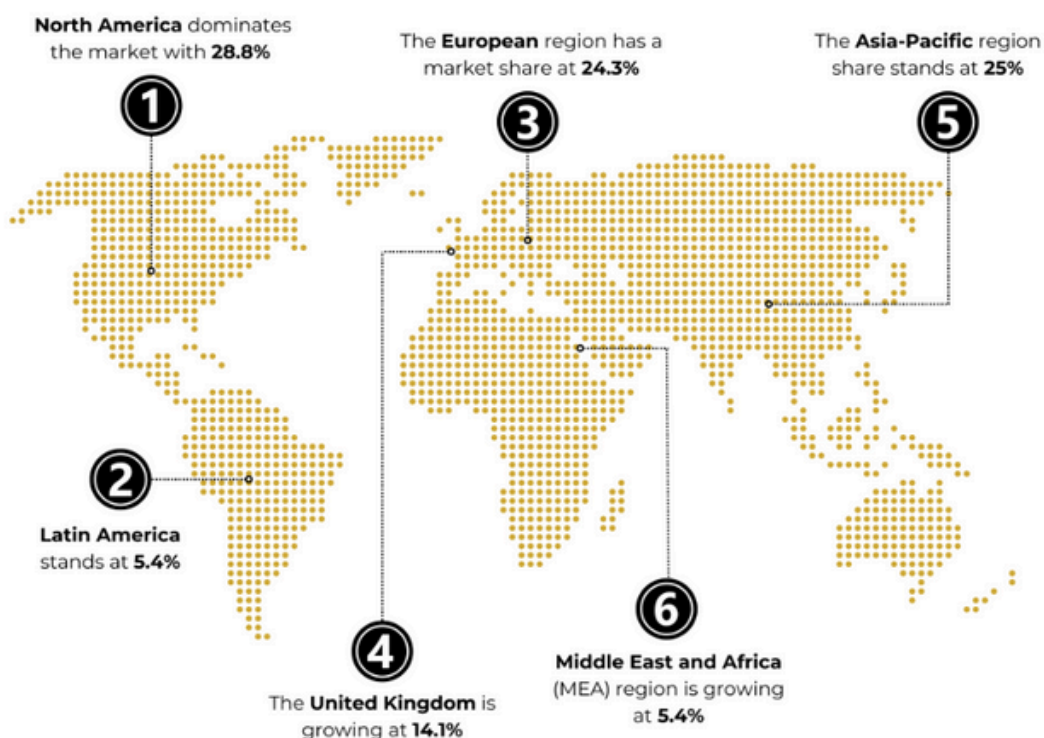 North America dominates
the market with 28.8%
1
The European region has a
market share at 24.3%
3
The Asia-Pacific region
share stands at 25%
5
2
Latin America
stands at 5.4%
4
The United Kingdom is
growing at 14.1%
6
Middle East and Africa
(MEA) region is growing
at 5.4%